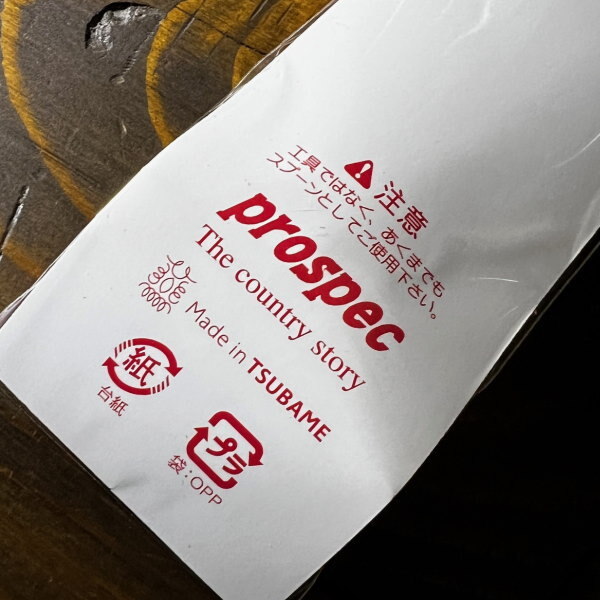 注意
工具ではなく、あくまでも
スプーンとしてご使用下さい。
prospec
The country story
Made in TSUBAME
紙
台紙
プラ
袋:OPP